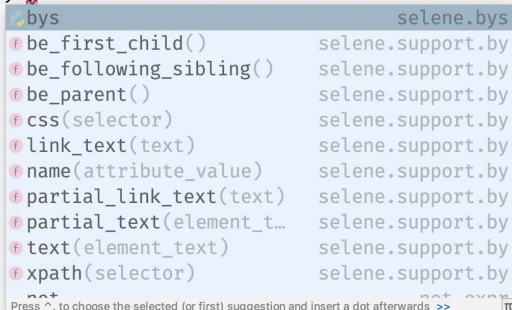 bys selene.bys
be_first_child() selene.support.by
be_following_sibling() selene.support.by
be_parent() selene.support.by
css(selector) selene.support.by
link_text(text) selene.support.by
name(attribute_value) selene.support.by
partial_link_text(text) selene.support.by
partial_text(element_t… selene.support.by
text(element_text) selene.support.by
xpath(selector) selene.support.by
not not expr
Press ^. to choose the selected (or first) suggestion and insert a dot afterwards >> π